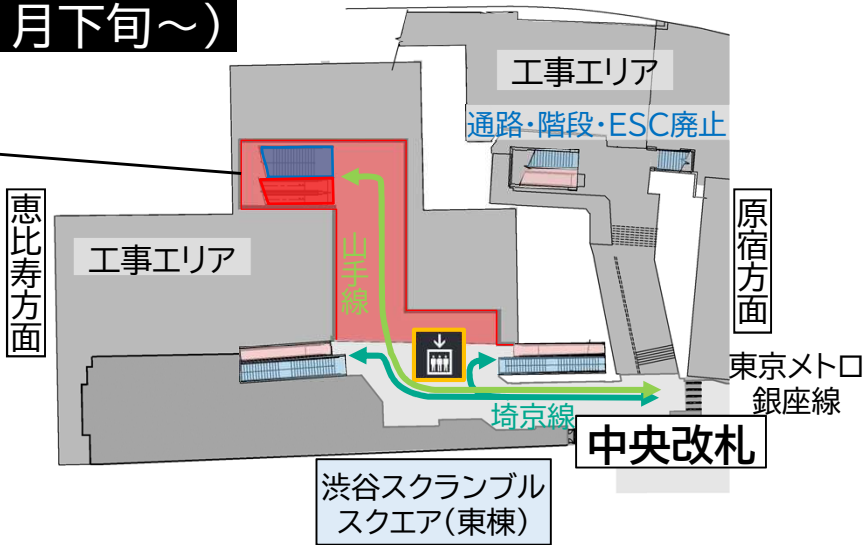 月下旬～)
工事エリア
通路・階段・ESC廃止
恵比寿方面
工事エリア
山手線
原宿方面
東京メトロ
銀座線
埼京線
中央改札
渋谷スクランブル
スクエア(東棟)